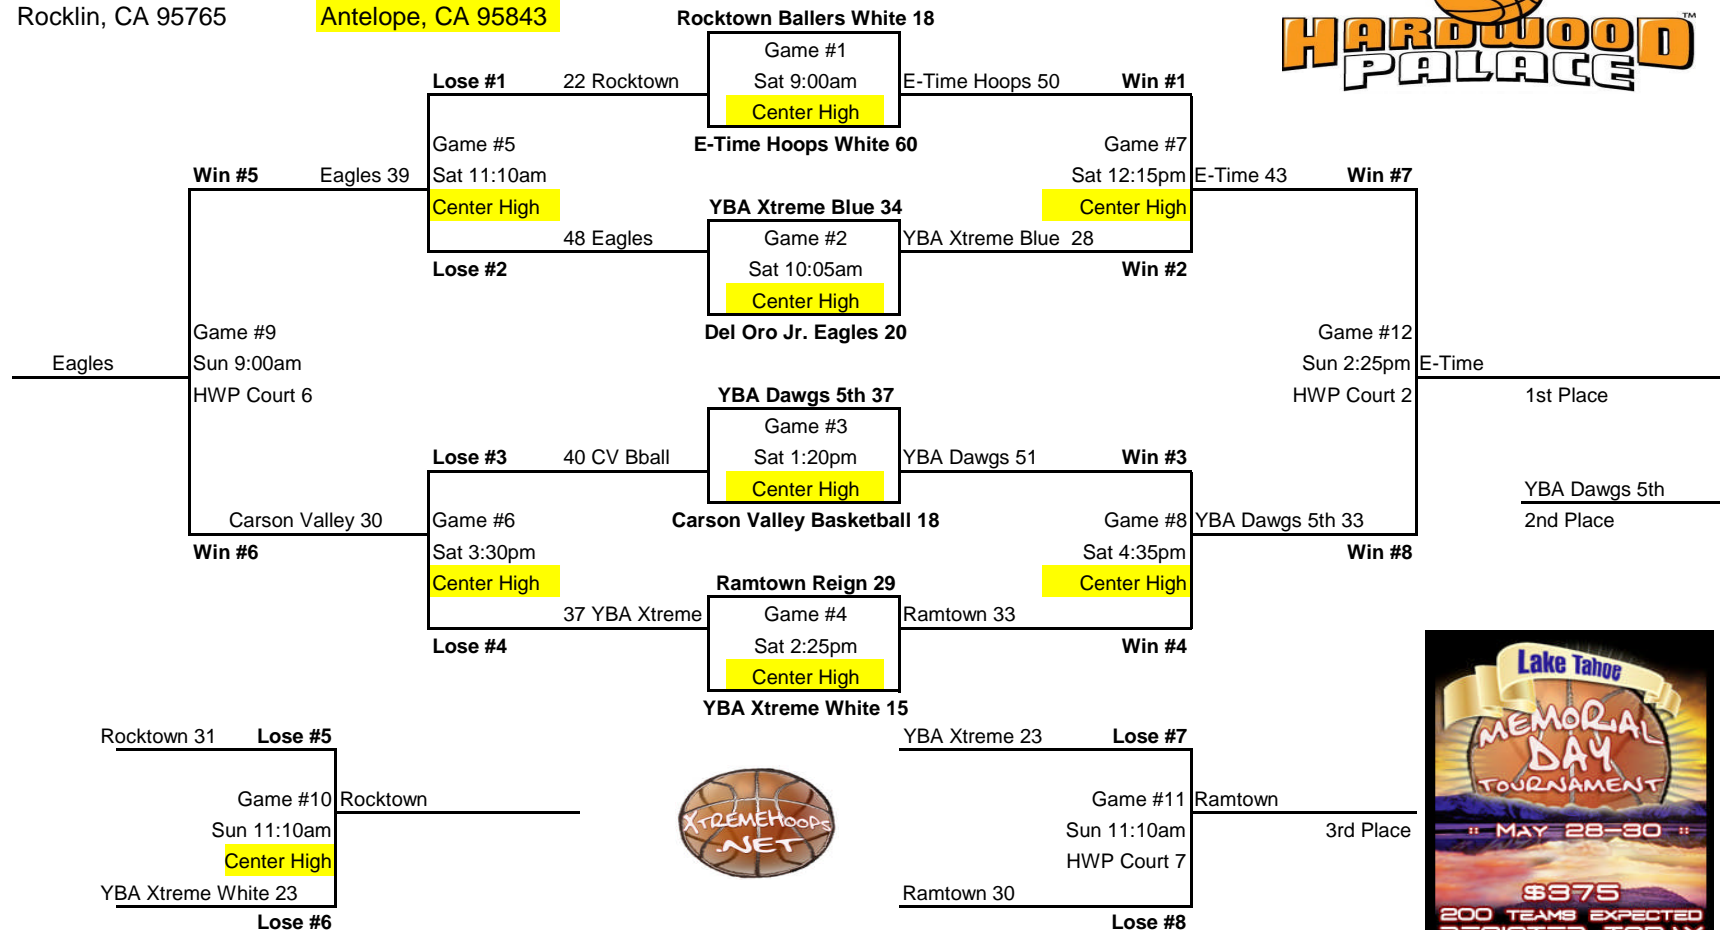 Rocklin, CA 95765
Antelope, CA 95843
Rocktown Ballers White 18
HARDWOOD PALACE ™
Game #1
Lose #1
22 Rocktown
Sat 9:00am
E-Time Hoops 50
Win #1
Center High
Game #5
E-Time Hoops White 60
Game #7
Win #5
Eagles 39
Sat 11:10am
Sat 12:15pm
E-Time 43
Win #7
Center High
YBA Xtreme Blue 34
Center High
48 Eagles
Game #2
YBA Xtreme Blue 28
Lose #2
Sat 10:05am
Win #2
Center High
Game #9
Del Oro Jr. Eagles 20
Game #12
Eagles
Sun 9:00am
Sun 2:25pm
E-Time
HWP Court 6
YBA Dawgs 5th 37
HWP Court 2
1st Place
Game #3
Lose #3
40 CV Bball
Sat 1:20pm
YBA Dawgs 51
Win #3
Center High
YBA Dawgs 5th
Carson Valley 30
Game #6
Carson Valley Basketball 18
Game #8
YBA Dawgs 5th 33
2nd Place
Win #6
Sat 3:30pm
Sat 4:35pm
Win #8
Center High
Ramtown Reign 29
Center High
37 YBA Xtreme
Game #4
Ramtown 33
Lose #4
Sat 2:25pm
Win #4
Center High
YBA Xtreme White 15
Rocktown 31
Lose #5
YBA Xtreme 23
Lose #7
Game #10
Rocktown
Game #11
Ramtown
Sun 11:10am
Sun 11:10am
3rd Place
Center High
HWP Court 7
YBA Xtreme White 23
Ramtown 30
Lose #6
Lose #8
XTREMEHOOPS
.NET
Lake Tahoe
MEMORIAL
DAY
TOURNAMENT
:: MAY 28-30 ::
$375
200 TEAMS EXPECTED
REGISTER TODAY